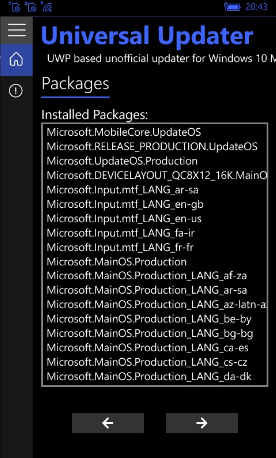 20:43
Universal Updater
UWP based unofficial updater for Windows 10 M
Packages
Installed Packages:
Microsoft.MobileCore.UpdateOS
Microsoft.RELEASE_PRODUCTION.UpdateOS
Microsoft.UpdateOS.Production
Microsoft.DEVICELAYOUT_QC8X12_16K.MainO
Microsoft.Input.mtf_LANG_ar-sa
Microsoft.Input.mtf_LANG_en-gb
Microsoft.Input.mtf_LANG_en-us
Microsoft.Input.mtf_LANG_fa-ir
Microsoft.Input.mtf_LANG_fr-fr
Microsoft.MainOS.Production
Microsoft.MainOS.Production_LANG_af-za
Microsoft.MainOS.Production_LANG_ar-sa
Microsoft.MainOS.Production_LANG_az-latn-a
Microsoft.MainOS.Production_LANG_be-by
Microsoft.MainOS.Production_LANG_bg-bg
Microsoft.MainOS.Production_LANG_ca-es
Microsoft.MainOS.Production_LANG_cs-cz
Microsoft.MainOS.Production_LANG_da-dk